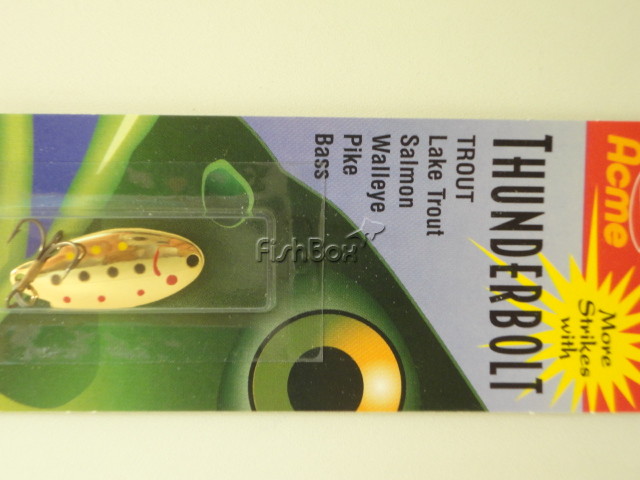 Acme
More
Strikes
with
THUNDERBOLT
TROUT
Lake Trout
Salmon
Walleye
Pike
Bass
FishBox